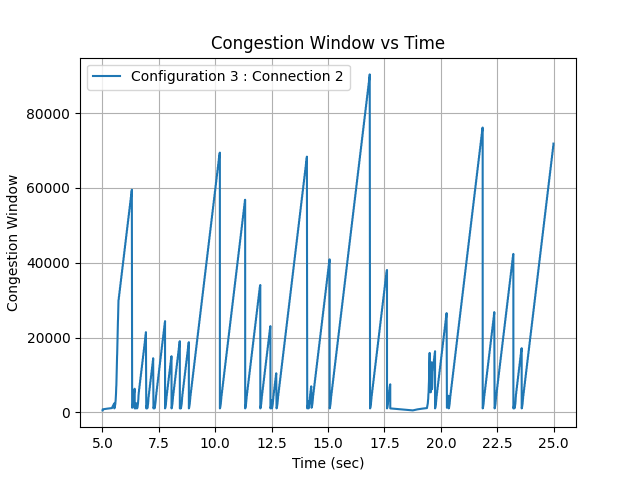 Congestion Window vs Time
Configuration 3 : Connection 2
80000
60000
40000
20000
0
Congestion Window
5.0 7.5 10.0 12.5 15.0 17.5 20.0 22.5 25.0
Time (sec)